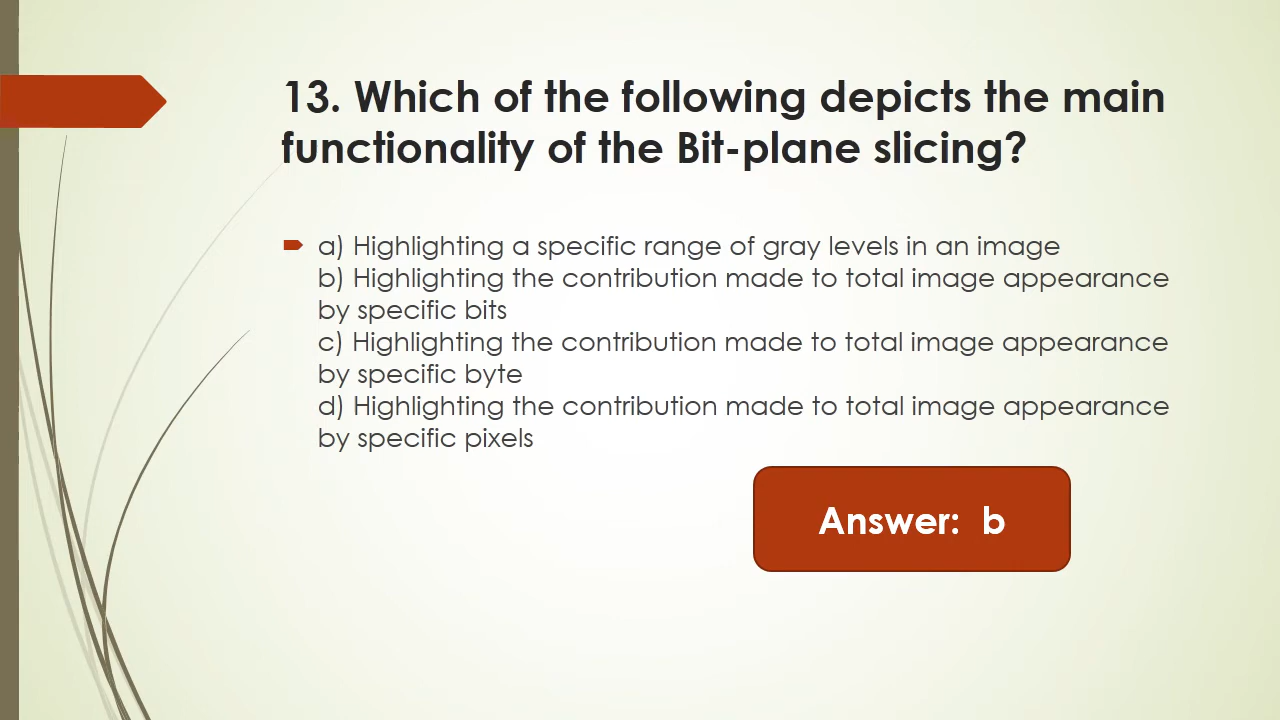 13. Which of the following depicts the main
functionality of the Bit-plane slicing?
a) Highlighting a specific range of gray levels in an image
b) Highlighting the contribution made to total image appearance
by specific bits
c) Highlighting the contribution made to total image appearance
by specific byte
d) Highlighting the contribution made to total image appearance
by specific pixels
Answer: b